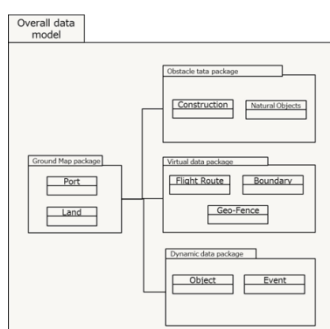 Overall data
model
Obstacle tata package
Construction
Natural Objects
Ground Map package
Port
Land
Virtual data package
Flight Route
Boundary
Geo-Fence
Dynamic data package
Object
Event